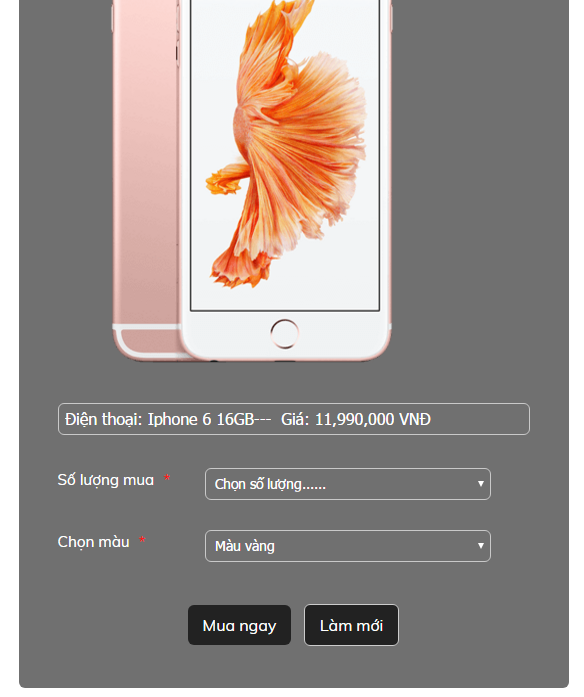 Điện thoại: Iphone 6 16GB--- Giá: 11,990,000 VNĐ
Số lượng mua *
Chọn số lượng......
Chọn màu *
Màu vàng
Mua ngay
Làm mới